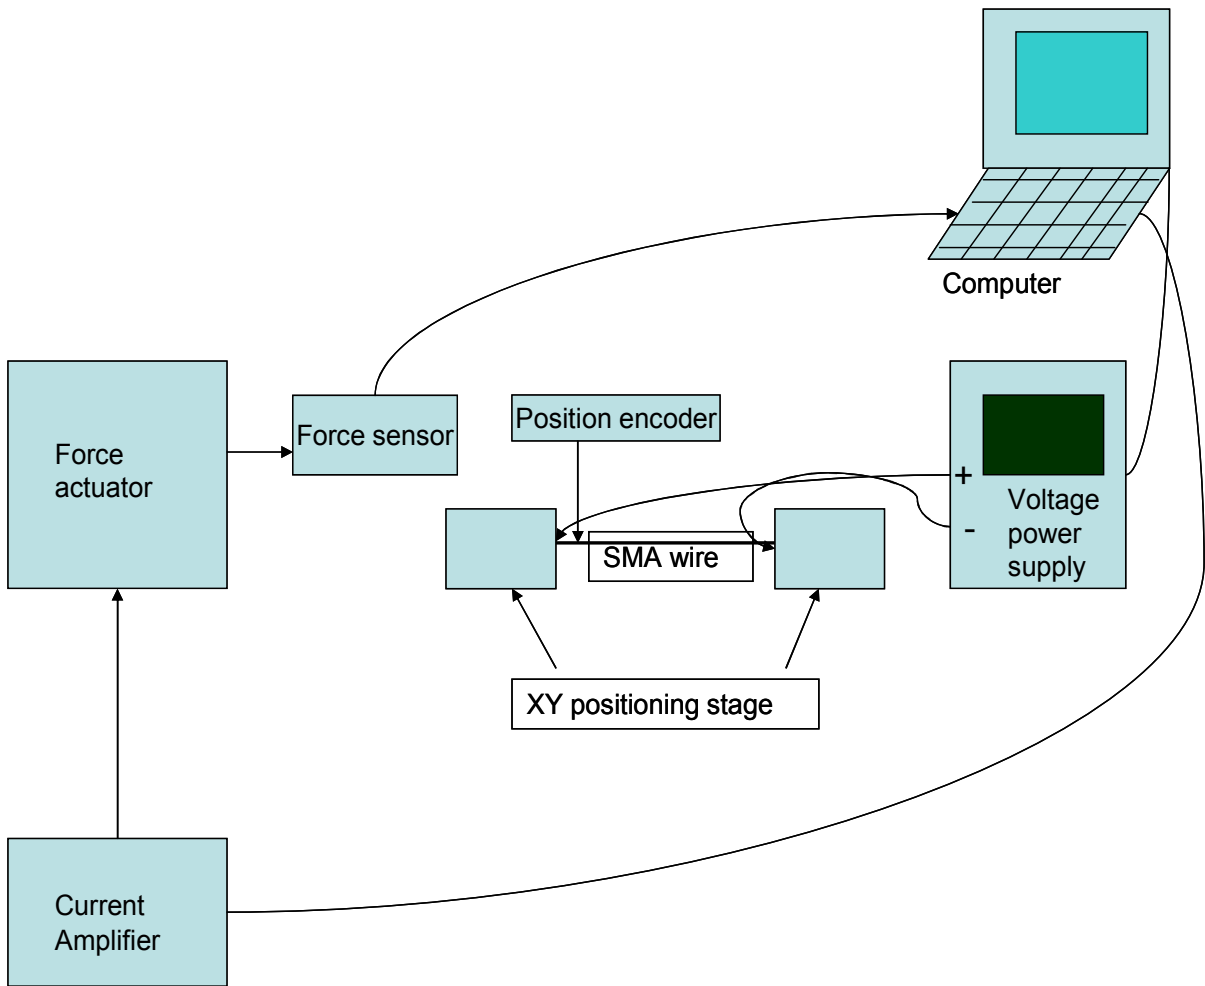 Computer
Force
actuator
Force sensor
Position encoder
+
-
Voltage
power
supply
SMA wire
XY positioning stage
Current
Amplifier